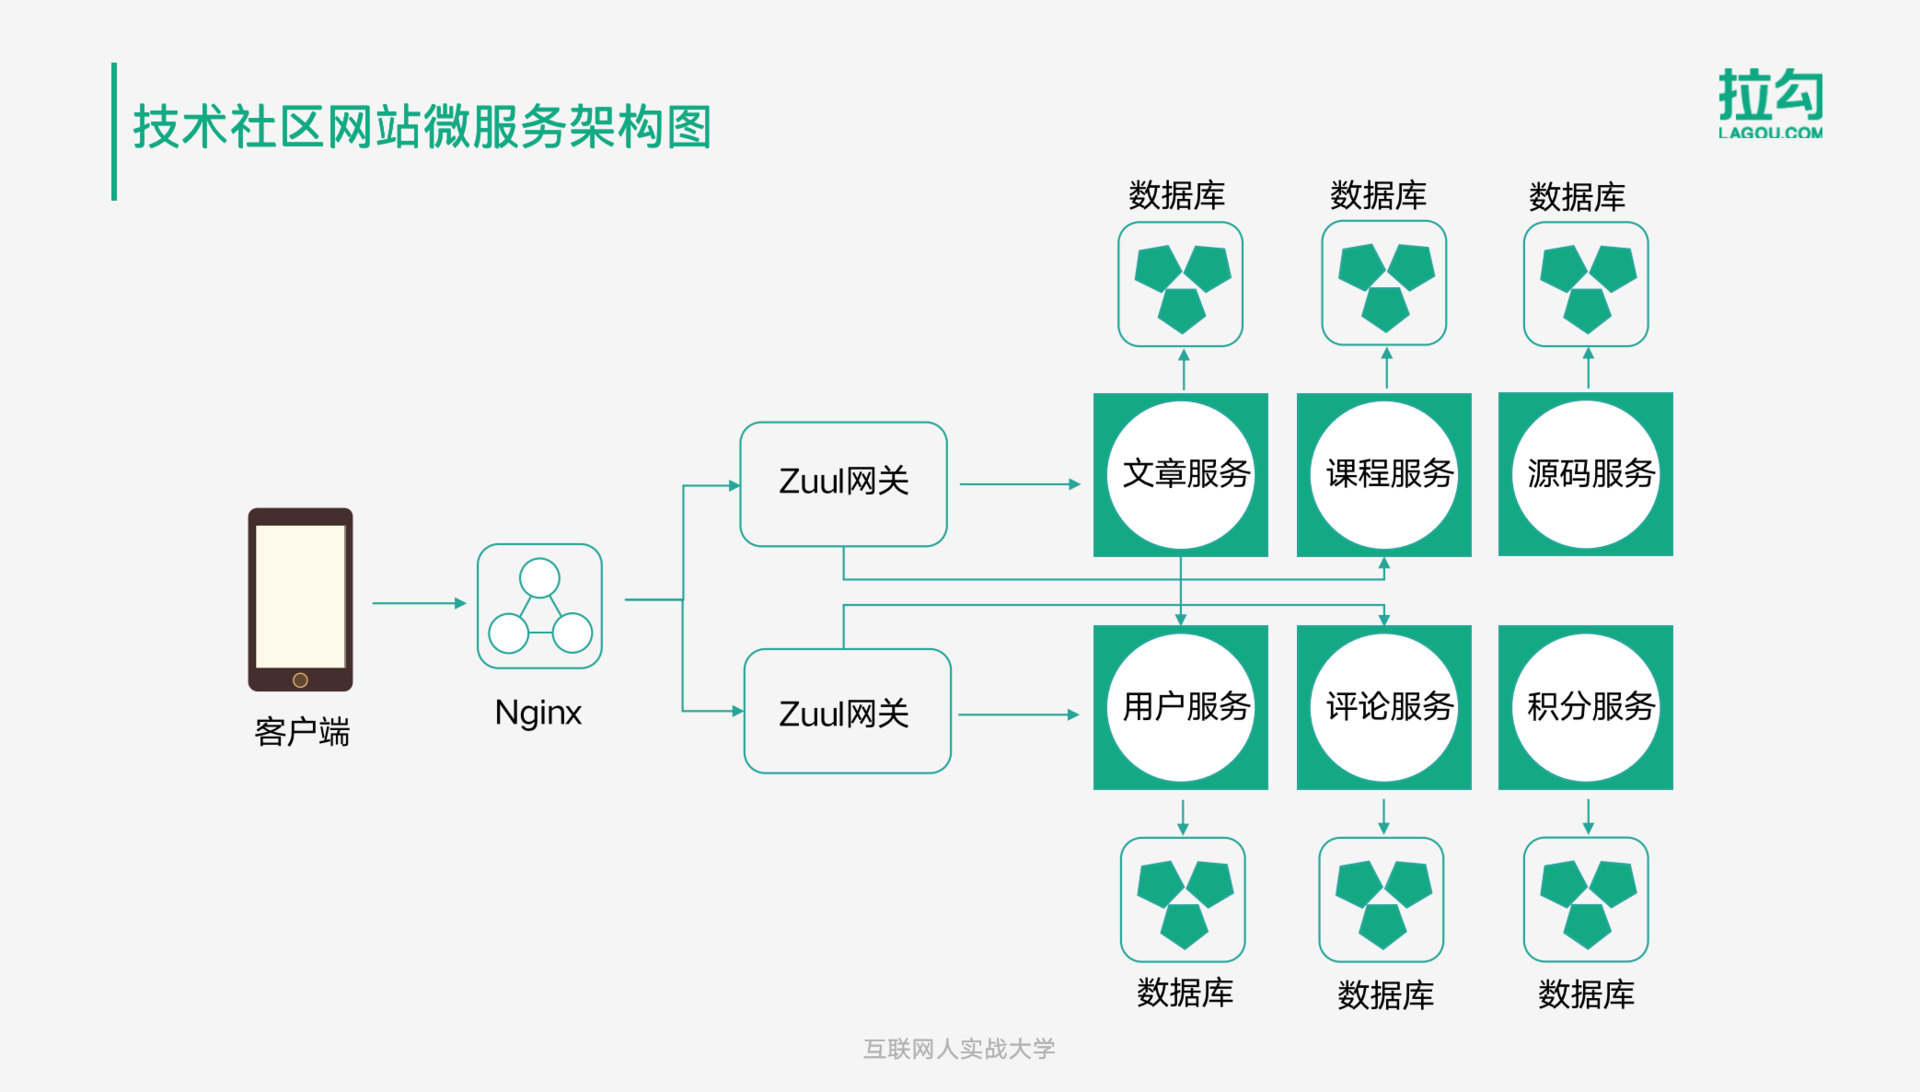 技术社区网站微服务架构图
拉勾
LAGOU.COM
数据库
数据库
数据库
Zuul网关
文章服务
课程服务
源码服务
客户端
Nginx
Zuul网关
用户服务
评论服务
积分服务
数据库
数据库
数据库
互联网人实战大学